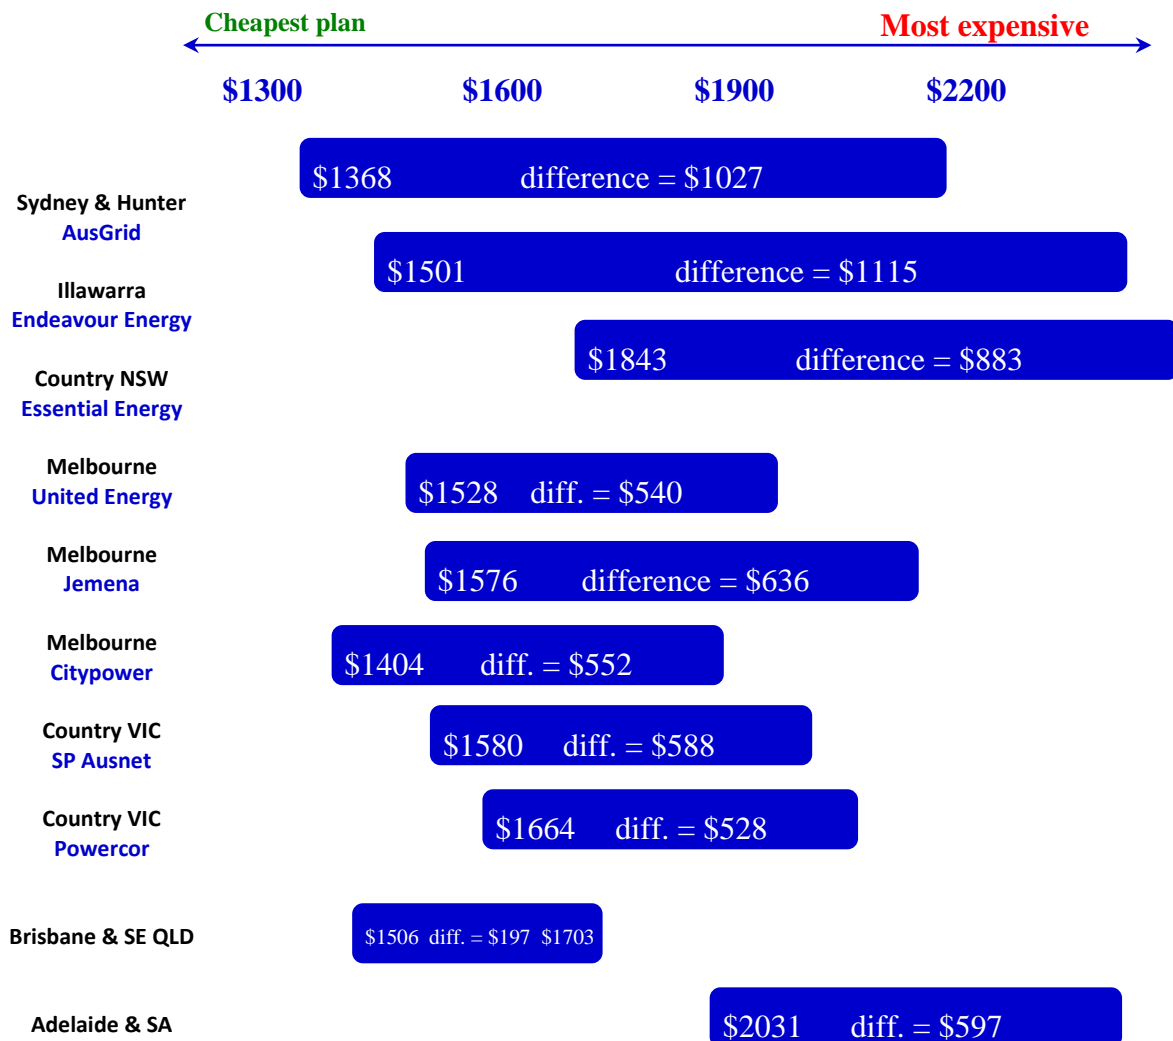 Cheapest plan Most expensive
$1300 $1600 $1900 $2200
$1368 difference = $1027
Sydney & Hunter
AusGrid
$1501 difference = $1115
Illawarra
Endeavour Energy
$1843 difference = $883
Country NSW
Essential Energy
Melbourne
United Energy
$1528 diff. = $540
Melbourne
Jemena
$1576 difference = $636
Melbourne
Citypower
$1404 diff. = $552
Country VIC
SP Ausnet
$1580 diff. = $588
Country VIC
Powercor
$1664 diff. = $528
Brisbane & SE QLD
$1506 diff. = $197 $1703
Adelaide & SA
$2031 diff. = $597